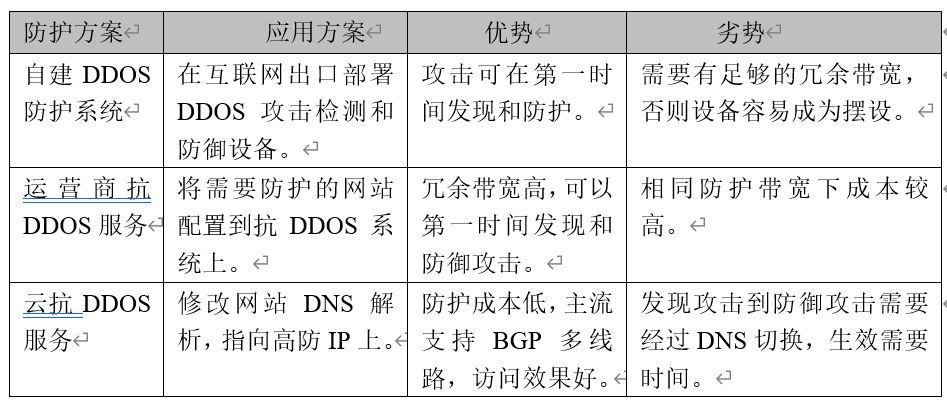 防护方案 应用方案 优势 劣势
自建 DDOS
防护系统
在互联网出口部署
DDOS 攻击检测和
防御设备。
攻击可在第一时
间发现和防护。
需要有足够的冗余带宽，
否则设备容易成为摆设。
运营商抗
DDOS 服务
将需要防护的网站
配置到抗 DDOS 系
统上。
冗余带宽高，可以
第一时间发现和
防御攻击。
相同防护带宽下成本较
高。
云抗 DDOS
服务
修改网站 DNS 解
析，指向高防 IP 上。
防护成本低，主流
支持 BGP 多线
路，访问效果好。
发现攻击到防御攻击需要
经过 DNS 切换，生效需要
时间。